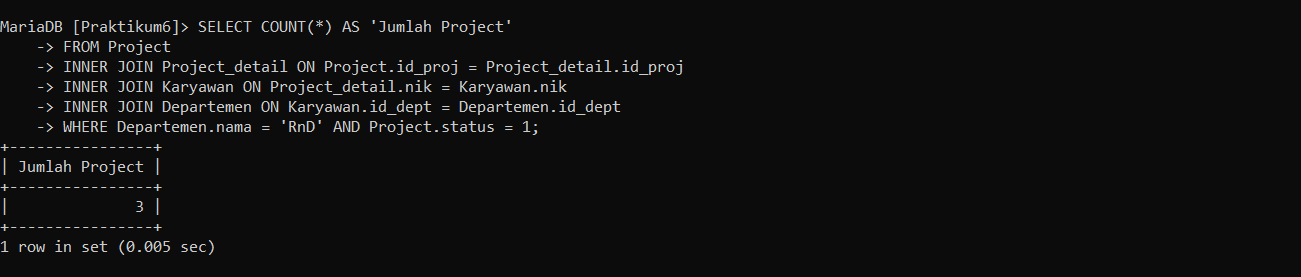 MariaDB [Praktikum6]> SELECT COUNT(*) AS 'Jumlah Project'
    -> FROM Project
    -> INNER JOIN Project_detail ON Project.id_proj = Project_detail.id_proj
    -> INNER JOIN Karyawan ON Project_detail.nik = Karyawan.nik
    -> INNER JOIN Departemen ON Karyawan.id_dept = Departemen.id_dept
    -> WHERE Departemen.nama = 'RnD' AND Project.status = 1;
+----------------+
| Jumlah Project |
+----------------+
|              3 |
+----------------+
1 row in set (0.005 sec)